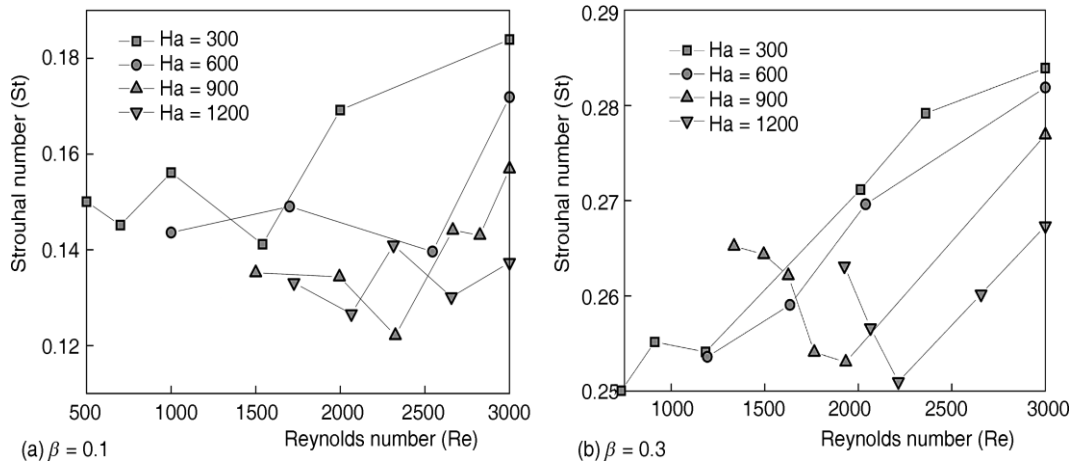 Strouhal number (St)
0.18
0.16
0.14
0.12
Ha = 300
Ha = 600
Ha = 900
Ha = 1200
500 1000 1500 2000 2500 3000
Reynolds number (Re)
(a) β = 0.1
Strouhal number (St)
0.29
0.28
0.27
0.26
0.25
Ha = 300
Ha = 600
Ha = 900
Ha = 1200
1000 1500 2000 2500 3000
Reynolds number (Re)
(b) β = 0.3